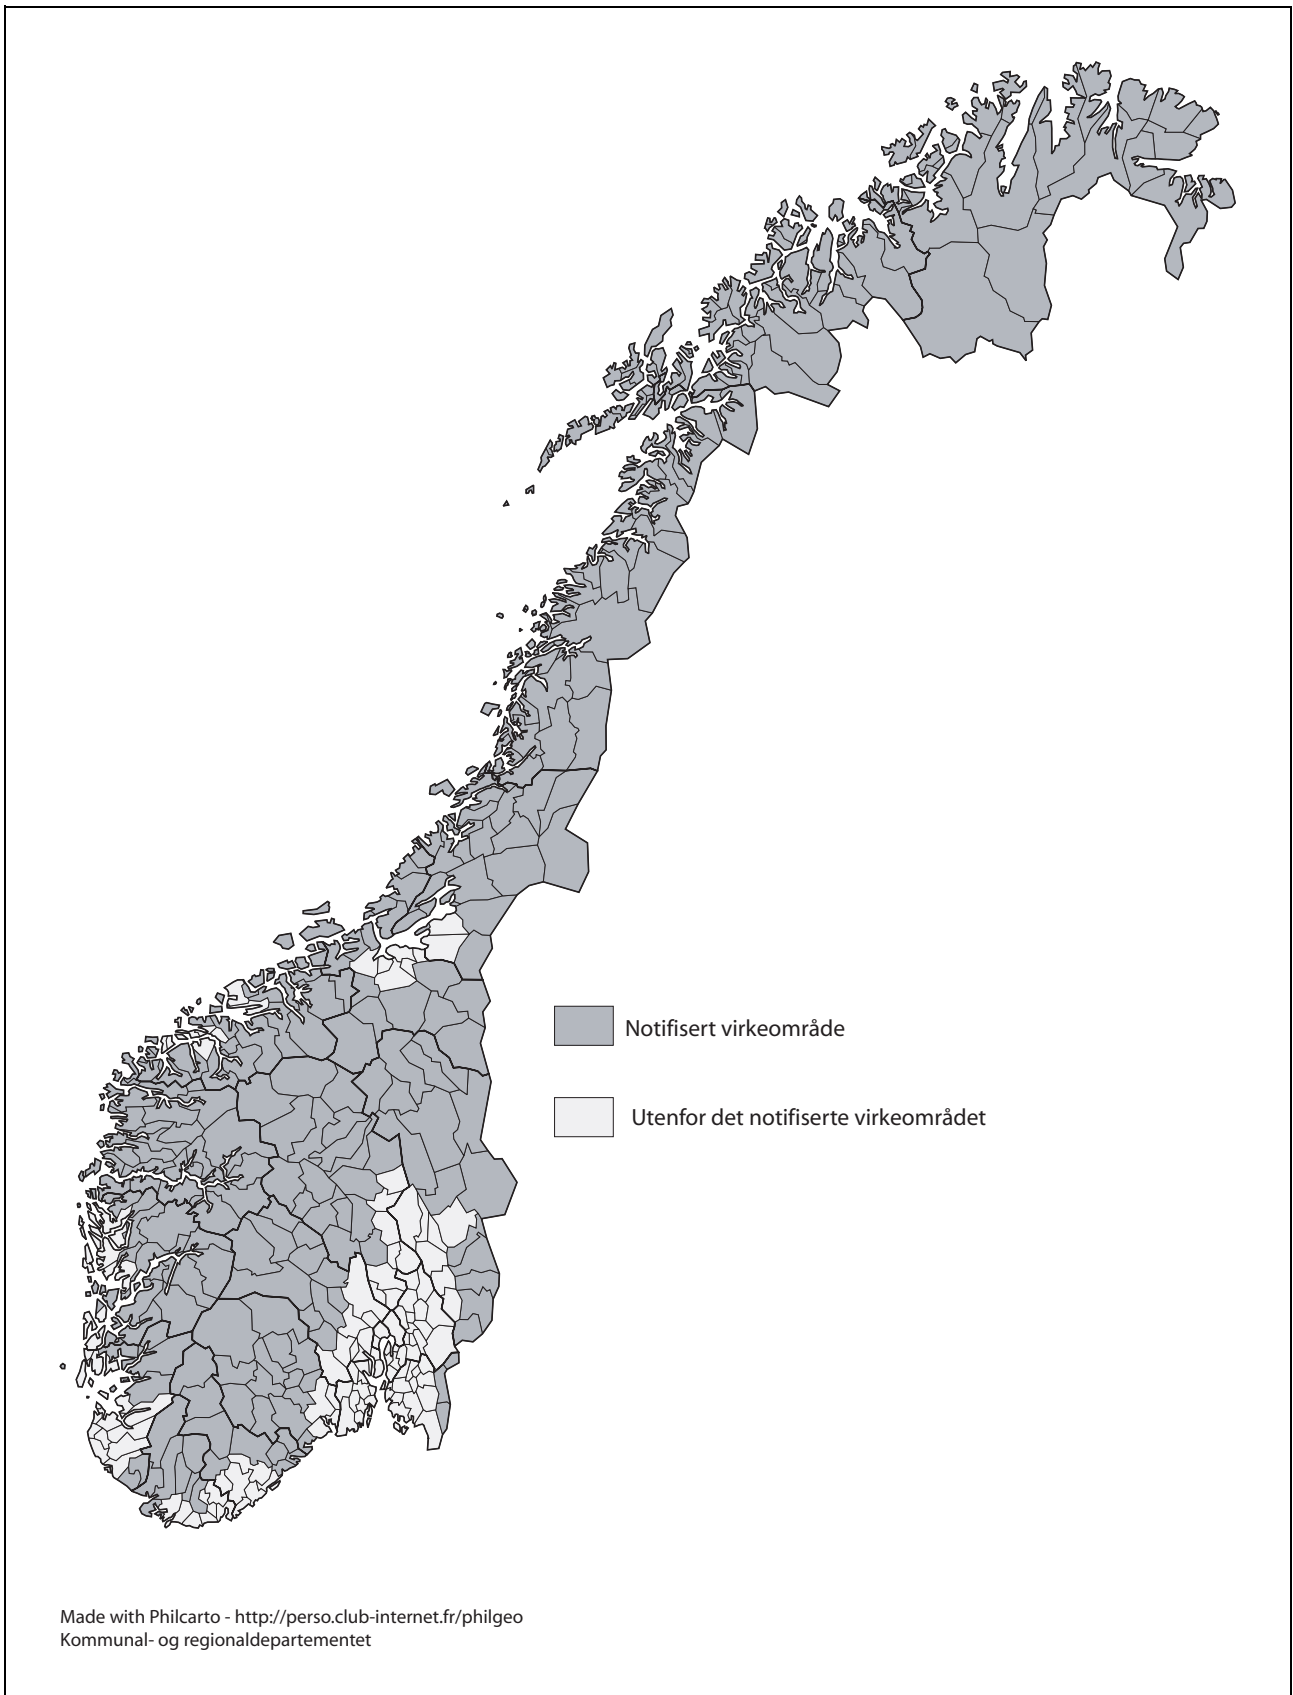 Notifisert virkeområde
Utenfor det notifiserte virkeområdet
Made with Philcarto - http://perso.club-internet.fr/philgeo
Kommunal- og regionaldepartementet